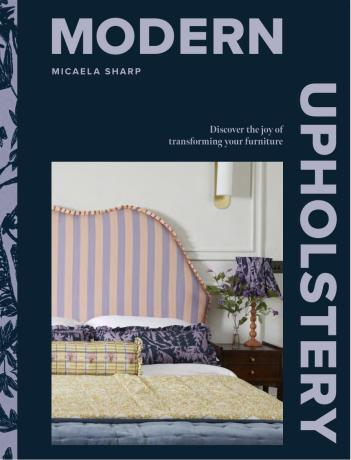 MODERN
MICAELA SHARP
Discover the joy of
transforming your furniture
UPHOLSTERY